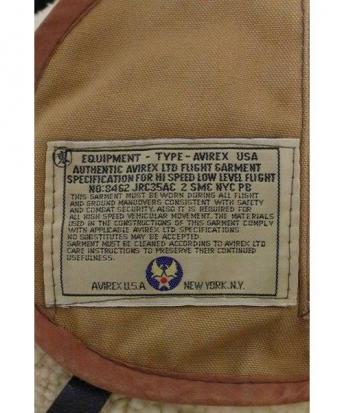 EQUIPMENT - TYPE - AVIREX USA
AUTHENTIC AVIREX LTD FLIGHT GARMENT
SPECIFICATION FOR HI SPEED LOW LEVEL FLIGHT
NO:8462 JRC35AC 2 SME NYC PB
THIS GARMENT MUST BE WORN DURING ALL FLIGHT
AND GROUND MANUOVERS CONSISTENT WITH SAFETY
AND COMBAT SECURITY. ALSO IT IS REQUIRED FOR
ALL HIGH SPEED VEHICULAR MOVEMENT. THE MATERIALS
USED IN THE CONSTRUCTIONS OF THIS GARMENT COMPLY
WITH APPLICABLE AVIREX LTD SPECIFICATIONS
NO SUBSTITUTES MAY BE ACCEPTED.
GARMENT MUST BE CLEANED ACCORDING TO AVIREX LTD
CARE INSTRUCTIONS TO PRESERVE THEIR CONTINUED
USEFULNESS.
AVIREX U.S.A NEW YORK. N.Y.